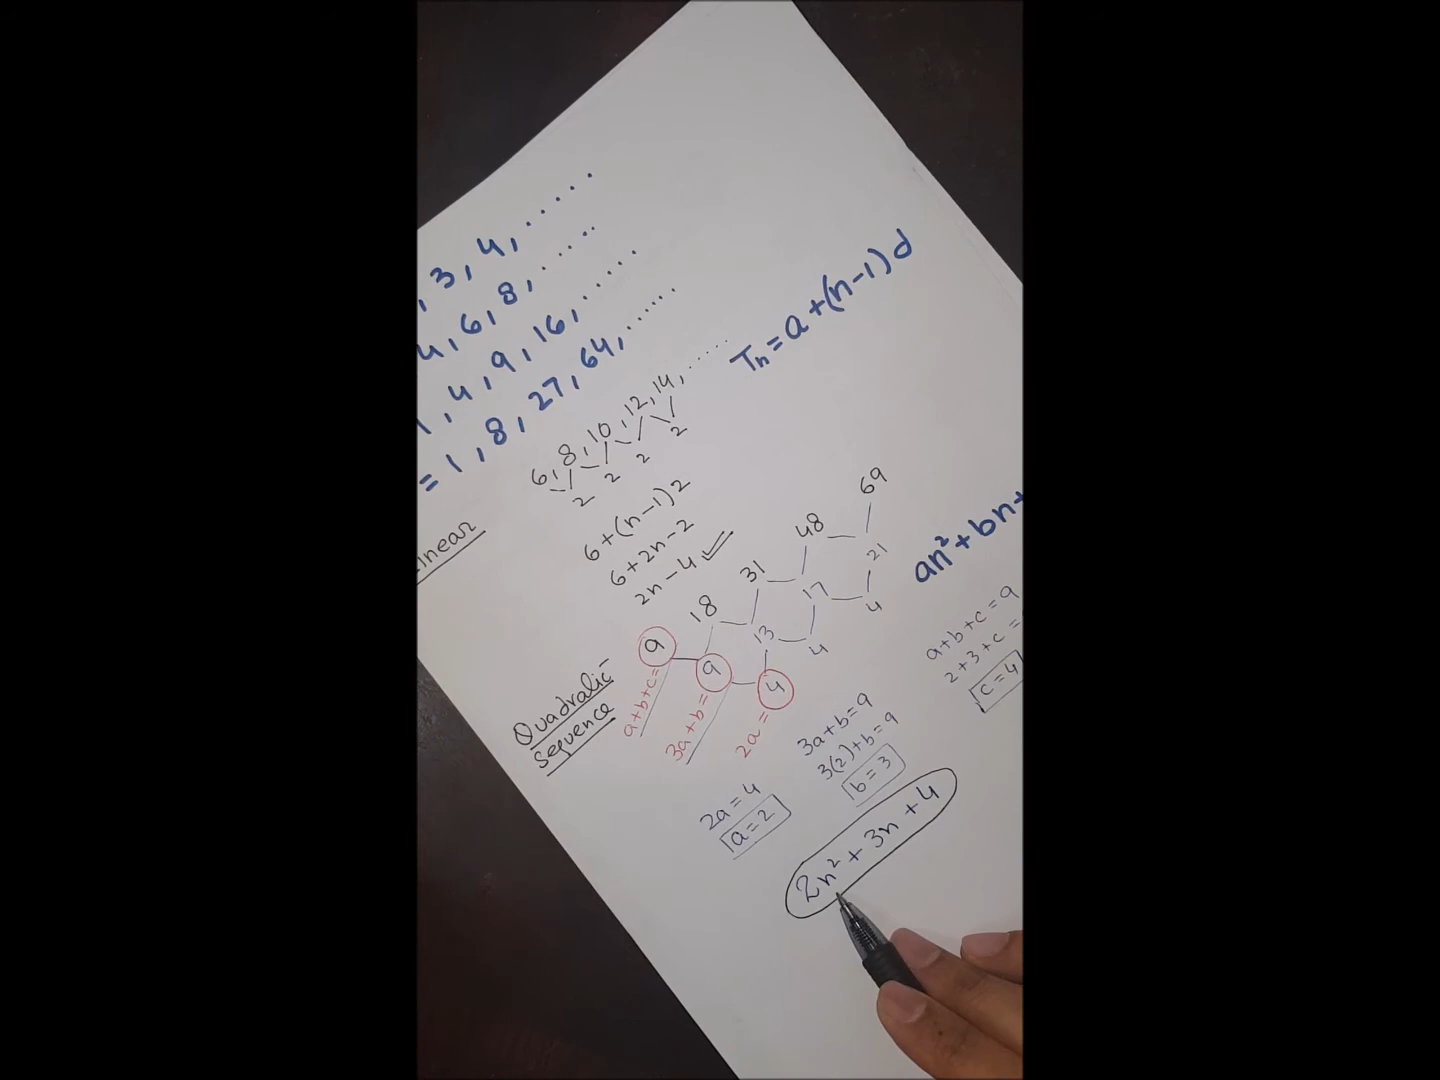 , 3, 4, ......
4, 6, 8, .....
1, 4, 9, 16, .....
= 1, 8, 27, 64, ......
Tn = a + (n-1) d
6, 8, 10, 12, 14, .....
2 2 2 2
6 + (n-1) 2
6 + 2n - 2
2n - 4 ✓
Linear
Quadratic
sequence
9 18 31 48 69
9 13 17 21
4 4 4
a+b+c =
3a+b =
2a =
an² + bn +
2a = 4
a = 2
3a+b = 9
3(2)+b = 9
b = 3
a+b+c = 9
2+3+c =
c = 4
2n² + 3n + 4